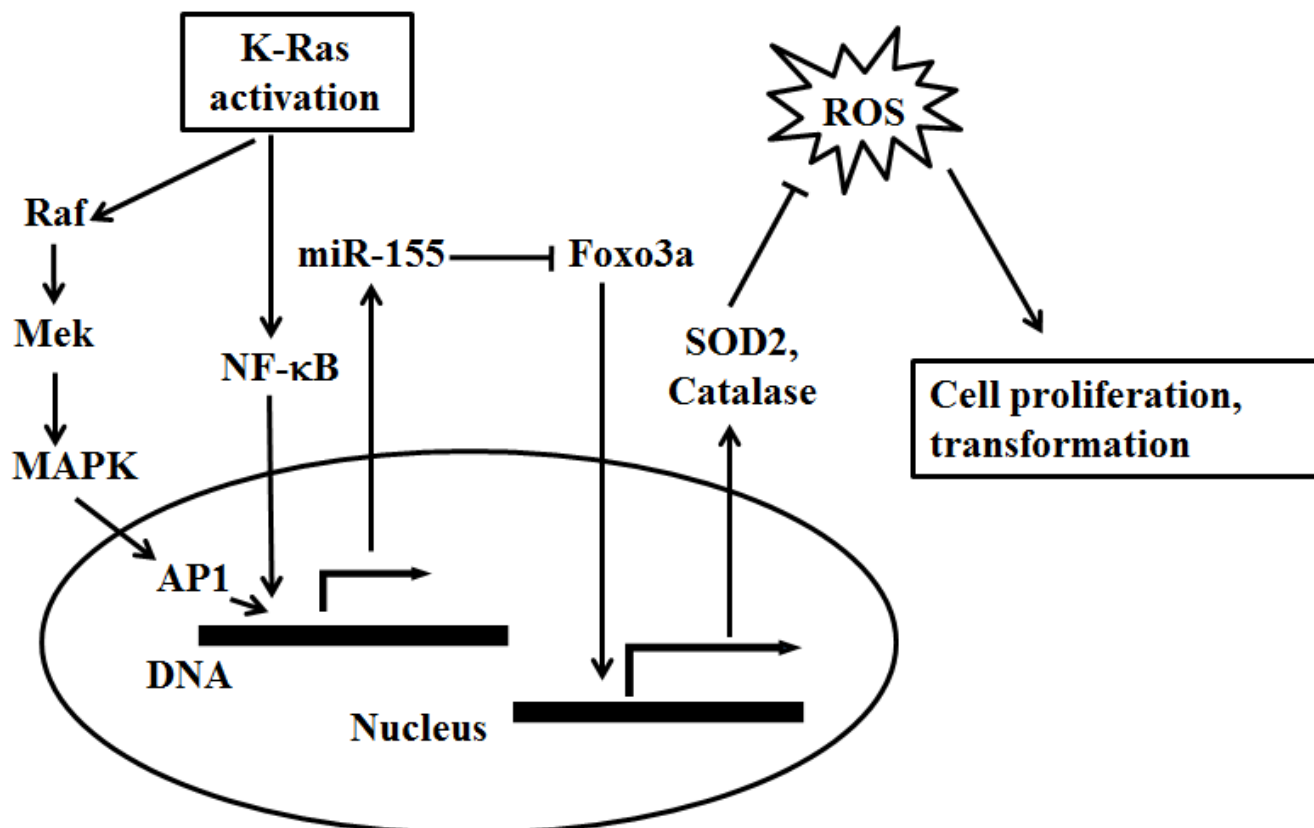 K-Ras
activation
ROS
Raf
miR-155
Foxo3a
Mek
NF-κB
SOD2,
Catalase
Cell proliferation,
transformation
MAPK
AP1
DNA
Nucleus